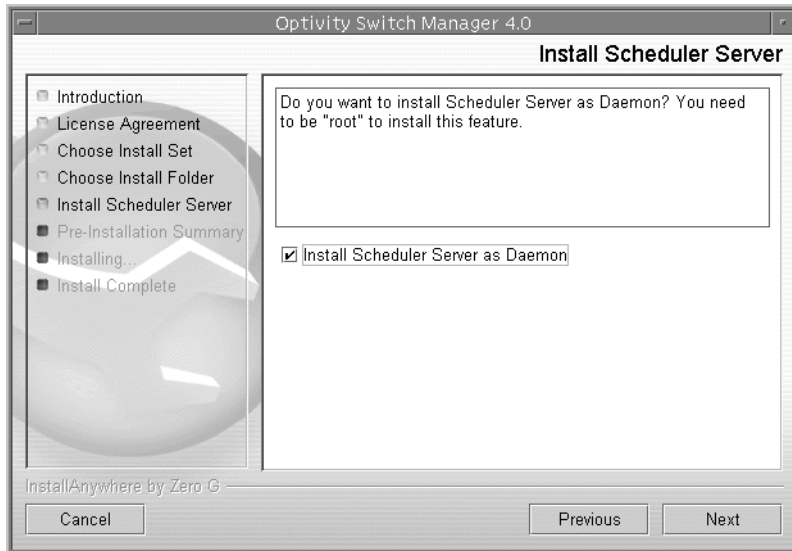 Optivity Switch Manager 4.0
Install Scheduler Server
Introduction
License Agreement
Choose Install Set
Choose Install Folder
Install Scheduler Server
Pre-Installation Summary
Installing...
Install Complete
Do you want to install Scheduler Server as Daemon? You need
to be "root" to install this feature.
Install Scheduler Server as Daemon
InstallAnywhere by Zero G
Cancel
Previous
Next